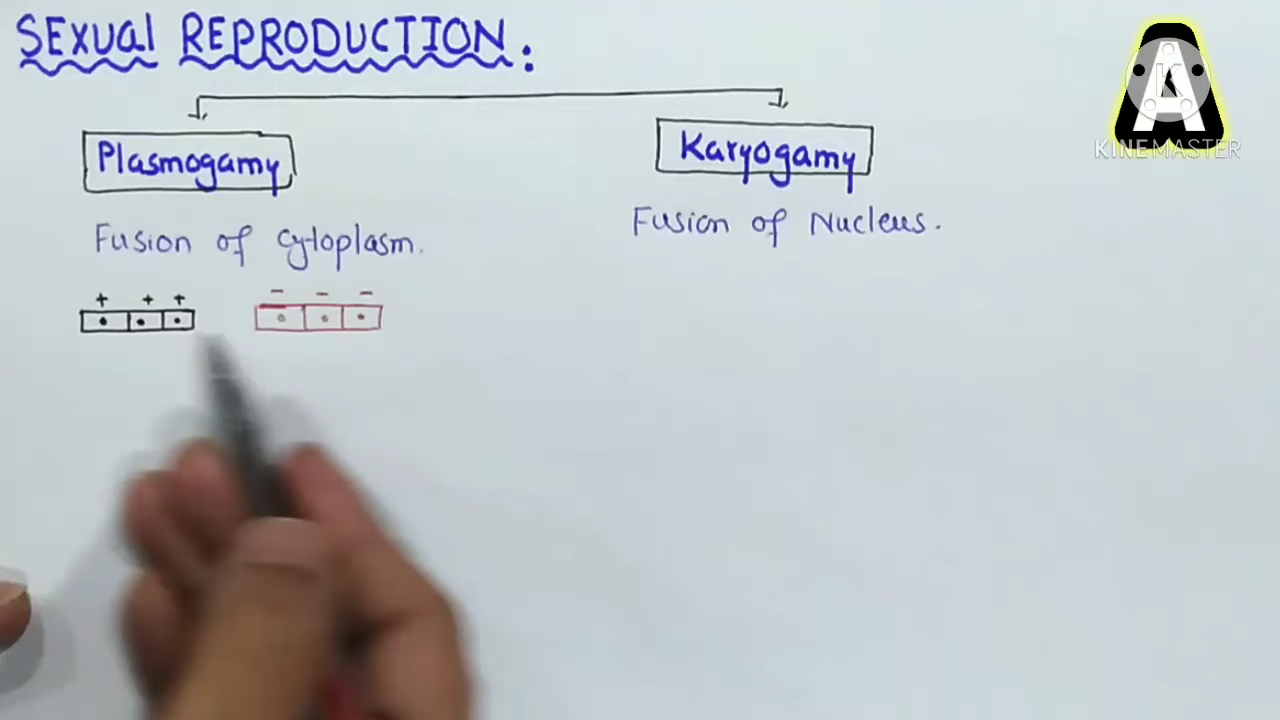 SEXUAL REPRODUCTION:
Plasmogamy
Karyogamy
Fusion of Cytoplasm.
Fusion of Nucleus.
+ + +
- - -
A
K
KINEMASTER